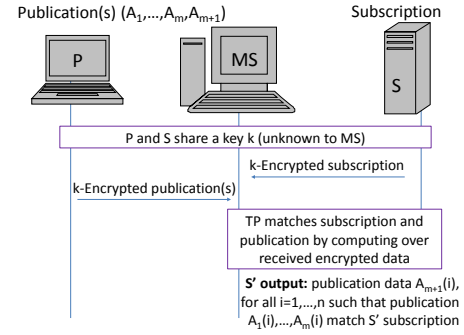 Publication(s) (A₁,…,Aₘ,Aₘ₊₁)
Subscription
P
MS
S
P and S share a key k (unknown to MS)
k-Encrypted subscription
k-Encrypted publication(s)
TP matches subscription and
publication by computing over
received encrypted data
S' output: publication data Aₘ₊₁(i),
for all i=1,…,n such that publication
A₁(i),…,Aₘ(i) match S' subscription